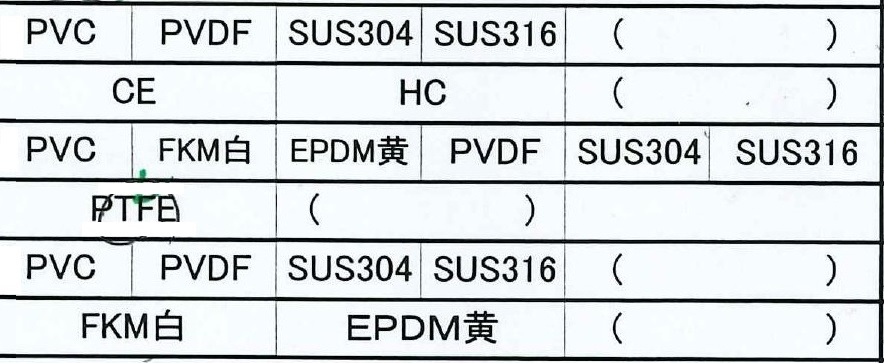 PVC PVDF SUS304 SUS316 ( )
CE HC ( )
PVC FKM白 EPDM黄 PVDF SUS304 SUS316
PTFE ( )
PVC PVDF SUS304 SUS316 ( )
FKM白 EPDM黄 ( )